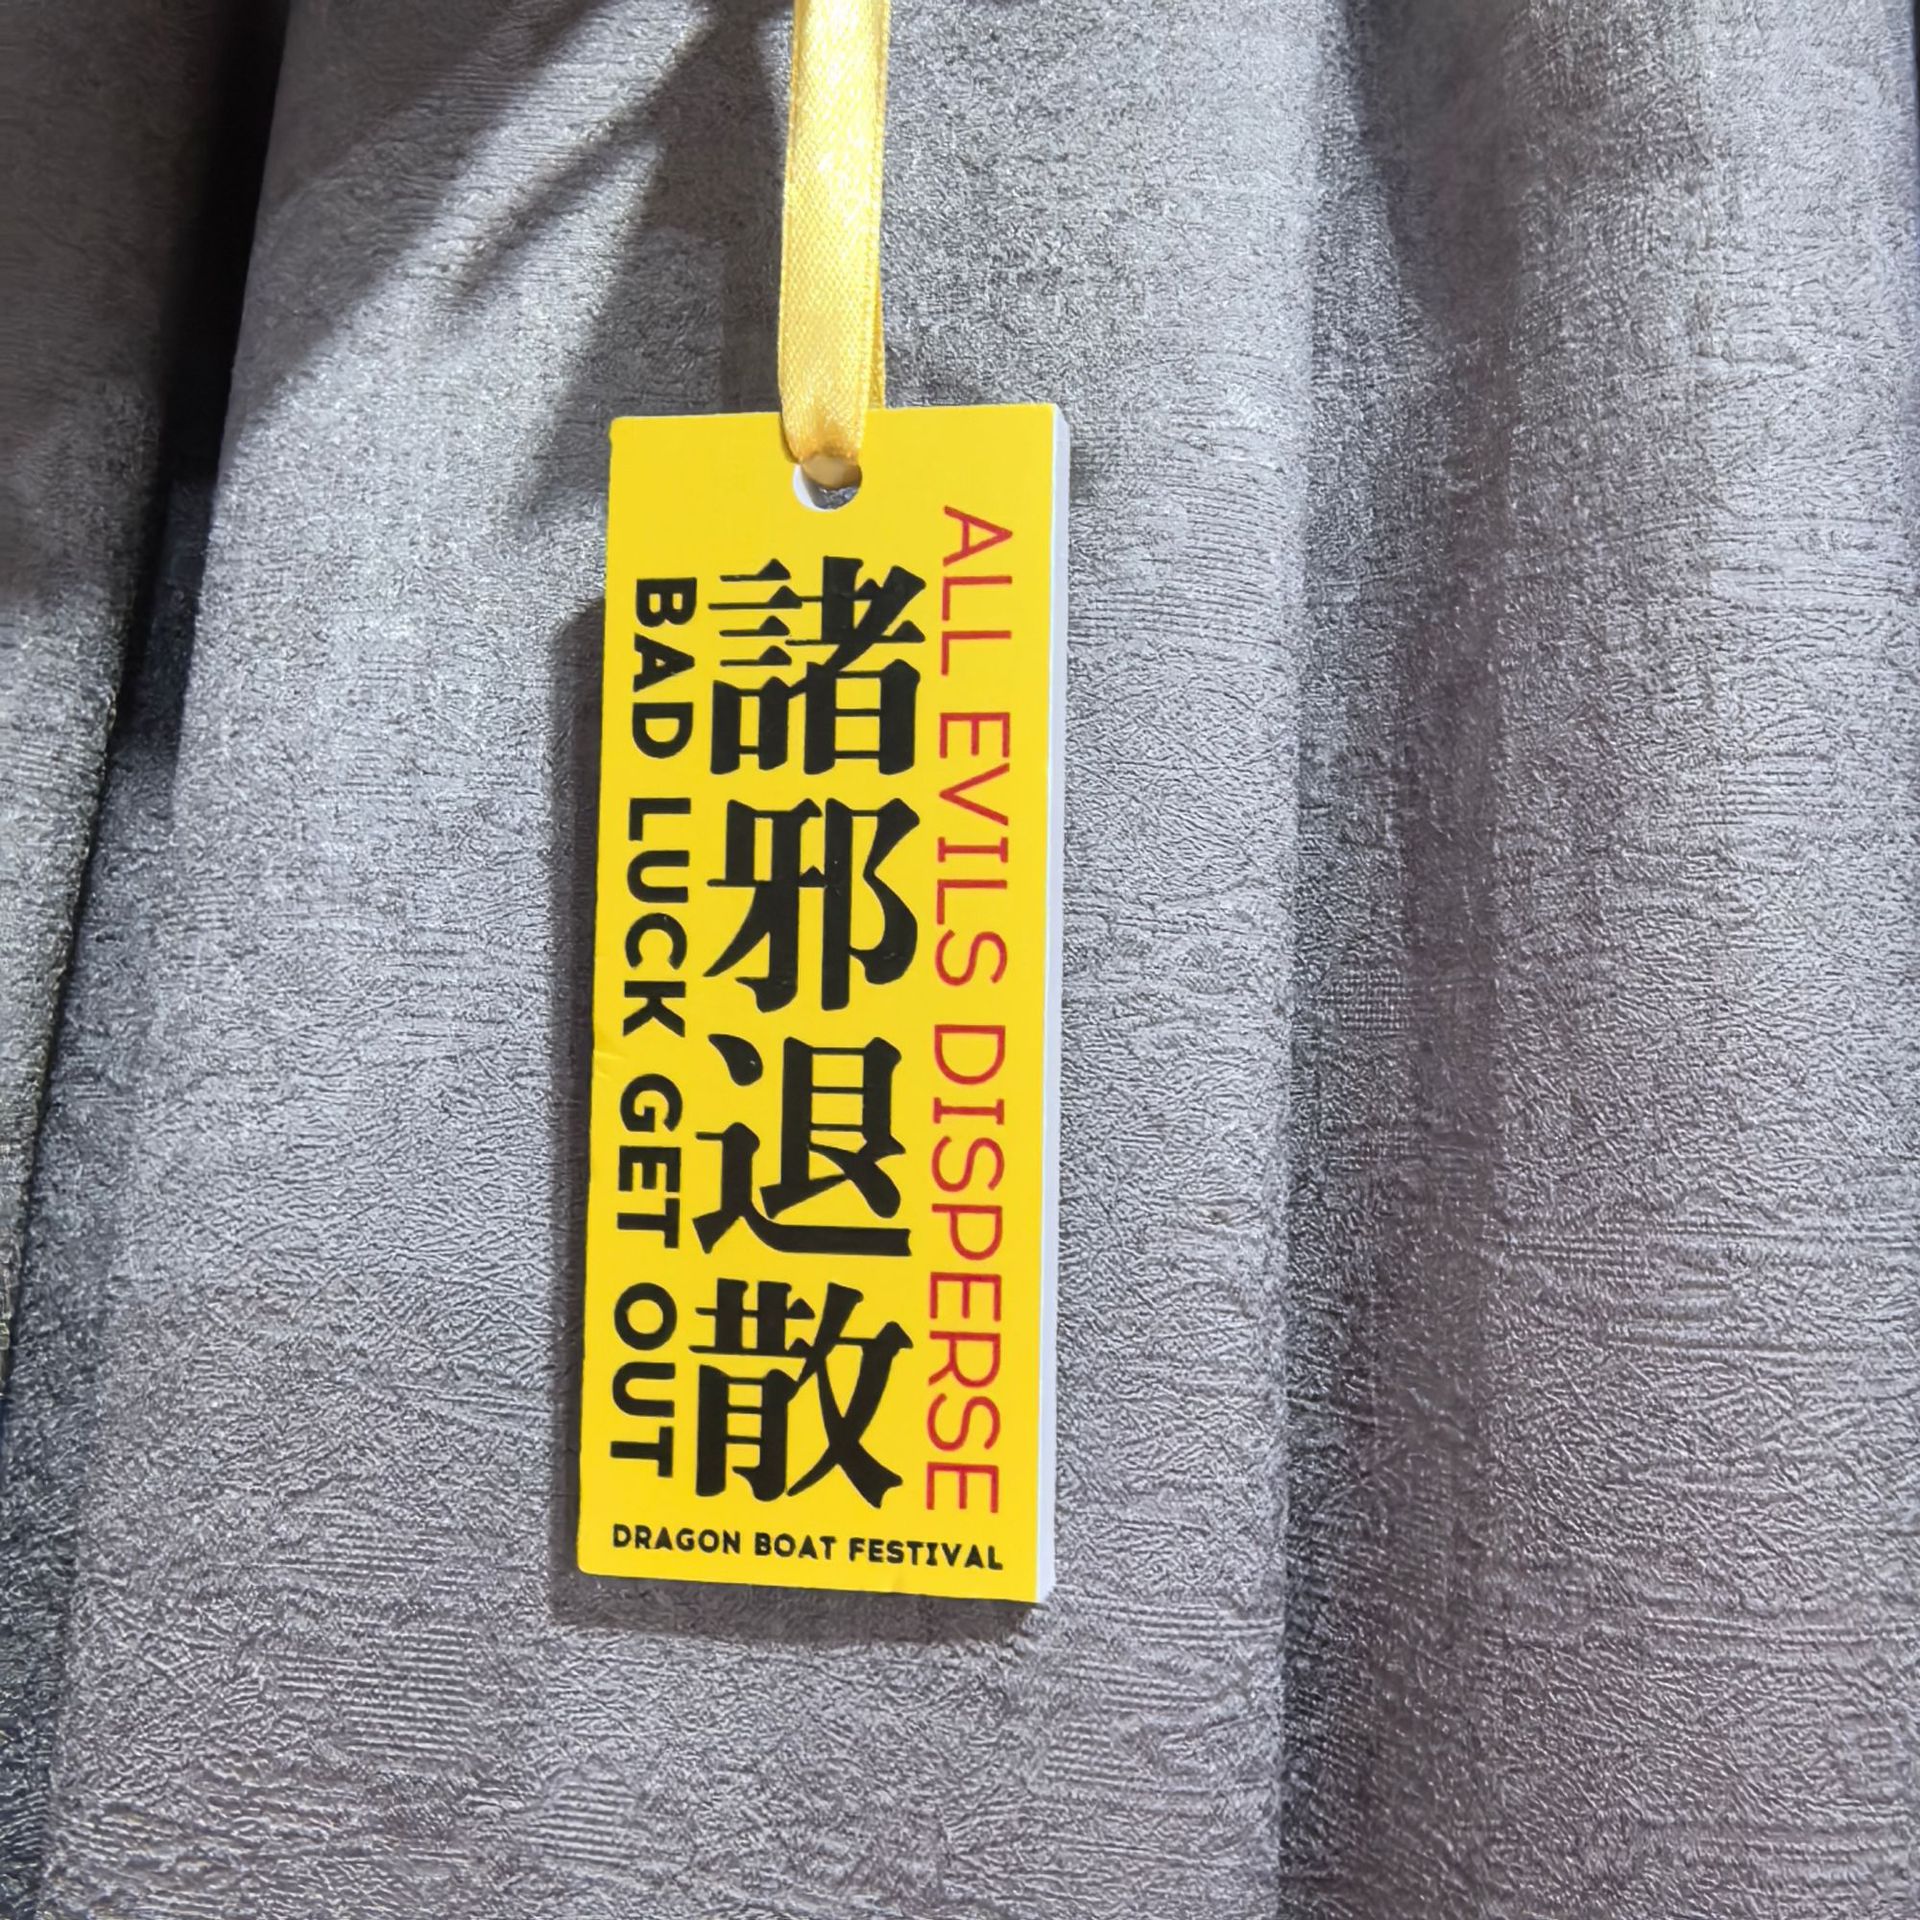 ALL EVILS DISPERSE
諸邪退散
BAD LUCK GET OUT
DRAGON BOAT FESTIVAL